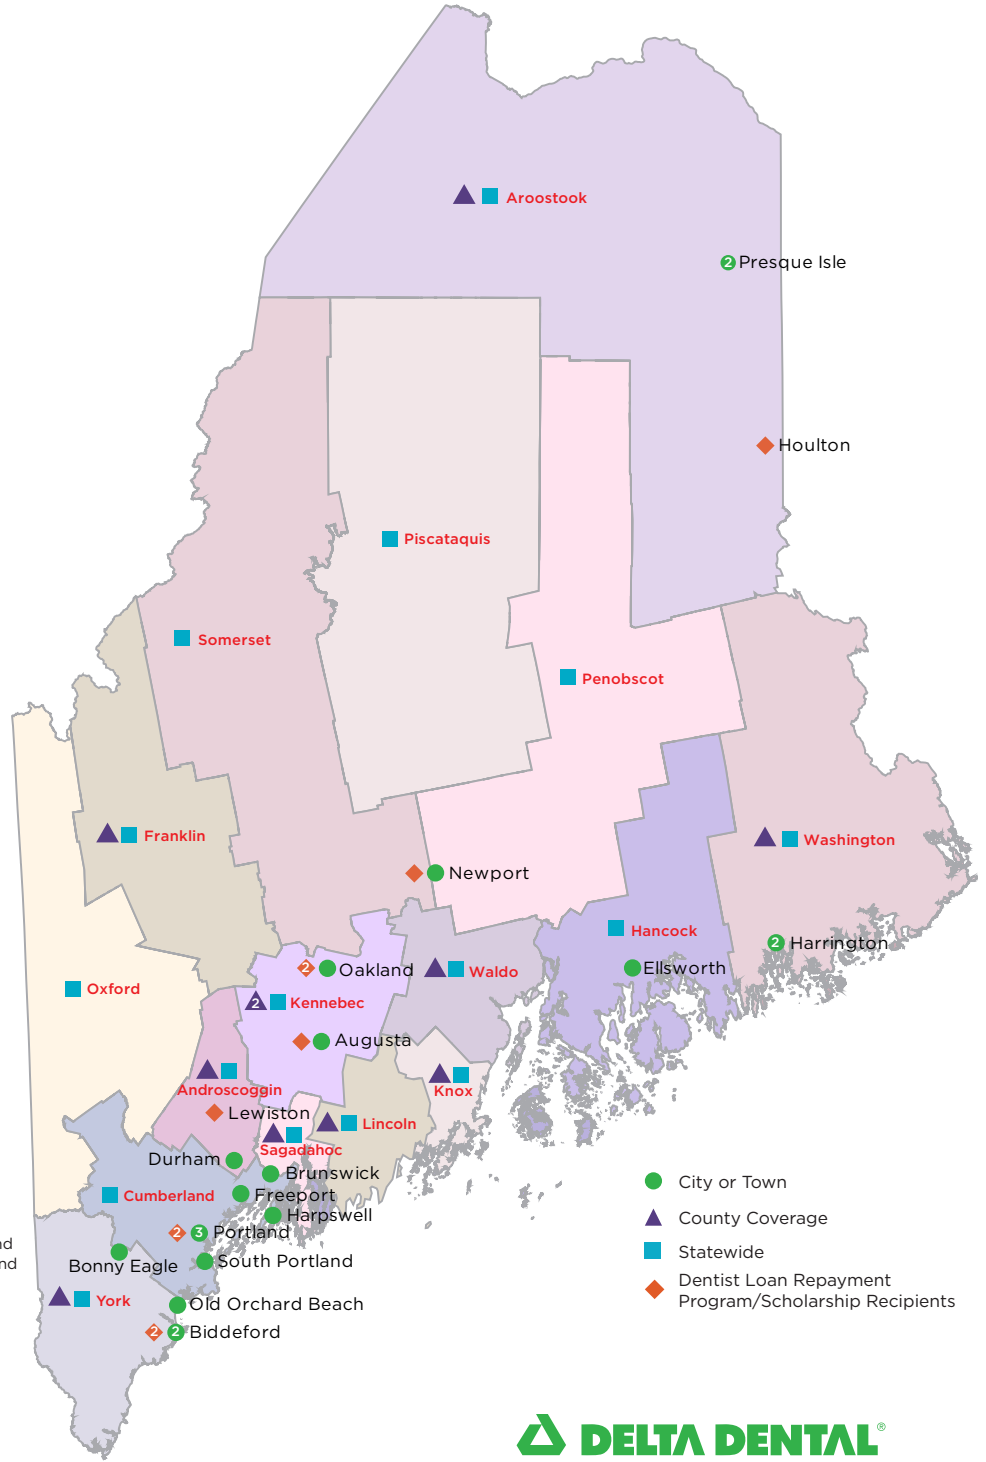 Aroostook
2 Presque Isle
Houlton
Piscataquis
Somerset
Penobscot
Franklin
Washington
Newport
Hancock
2 Harrington
2 Oakland
Waldo
Ellsworth
Oxford
2 Kennebec
Augusta
Androscoggin
Knox
Lewiston
Lincoln
Sagadahoc
Durham
Brunswick
Cumberland
Freeport
Harpswell
2 3 Portland
Bonny Eagle
South Portland
York
Old Orchard Beach
2 2 Biddeford
City or Town
County Coverage
Statewide
Dentist Loan Repayment
Program/Scholarship Recipients
DELTA DENTAL®